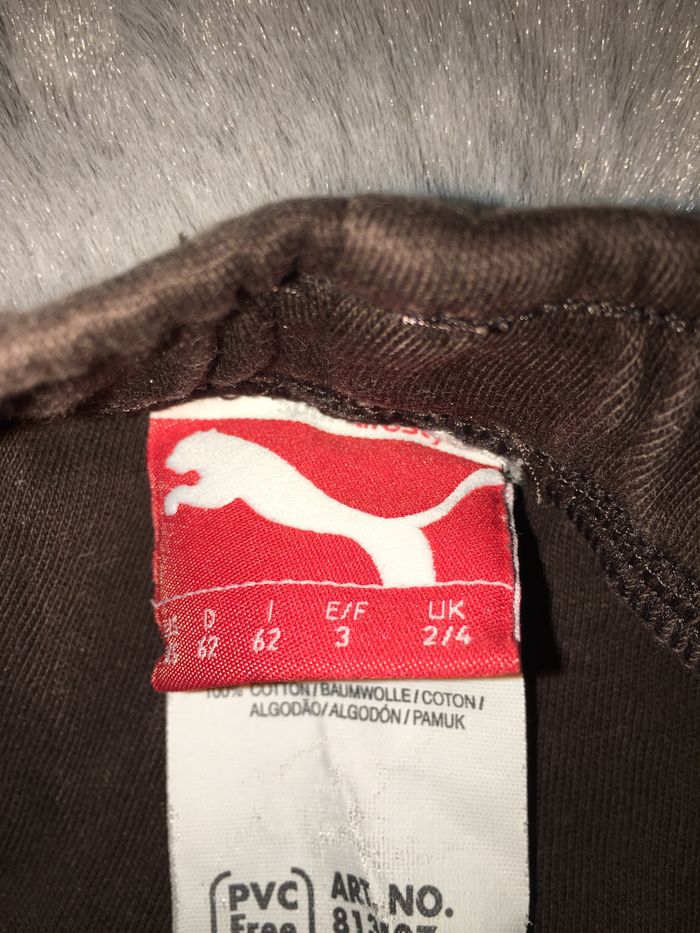 D I E/F UK
62 62 3 2/4
100% COTTON / BAUMWOLLE / COTON /
ALGODÃO / ALGODÓN / PAMUK
PVC ART. NO.
Free